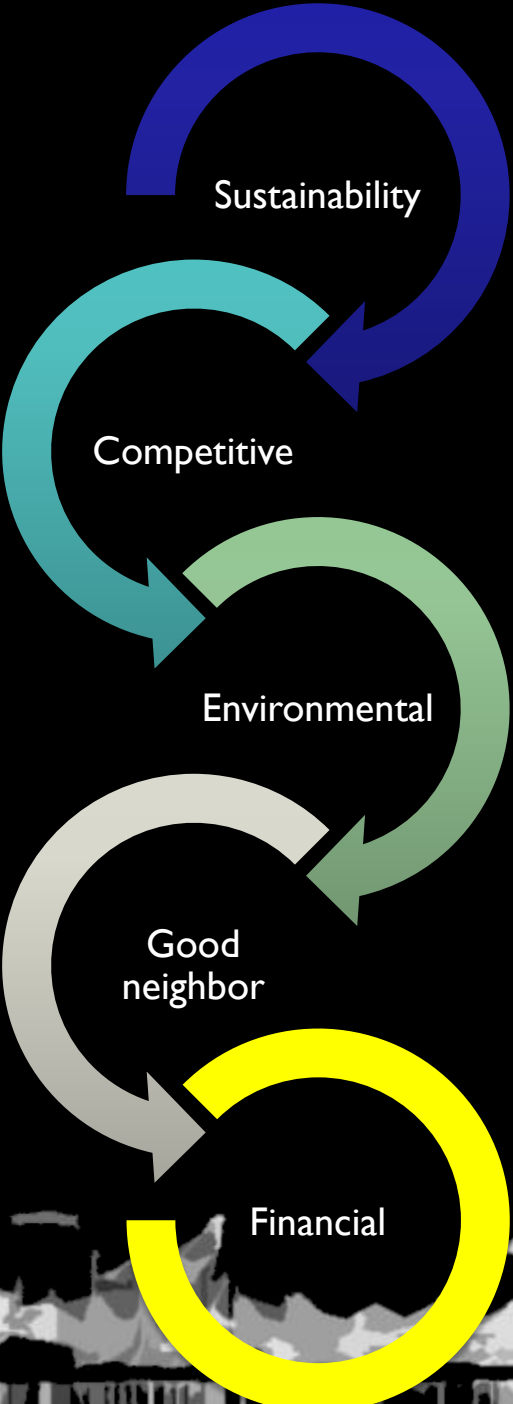 Sustainability
Competitive
Environmental
Good
neighbor
Financial